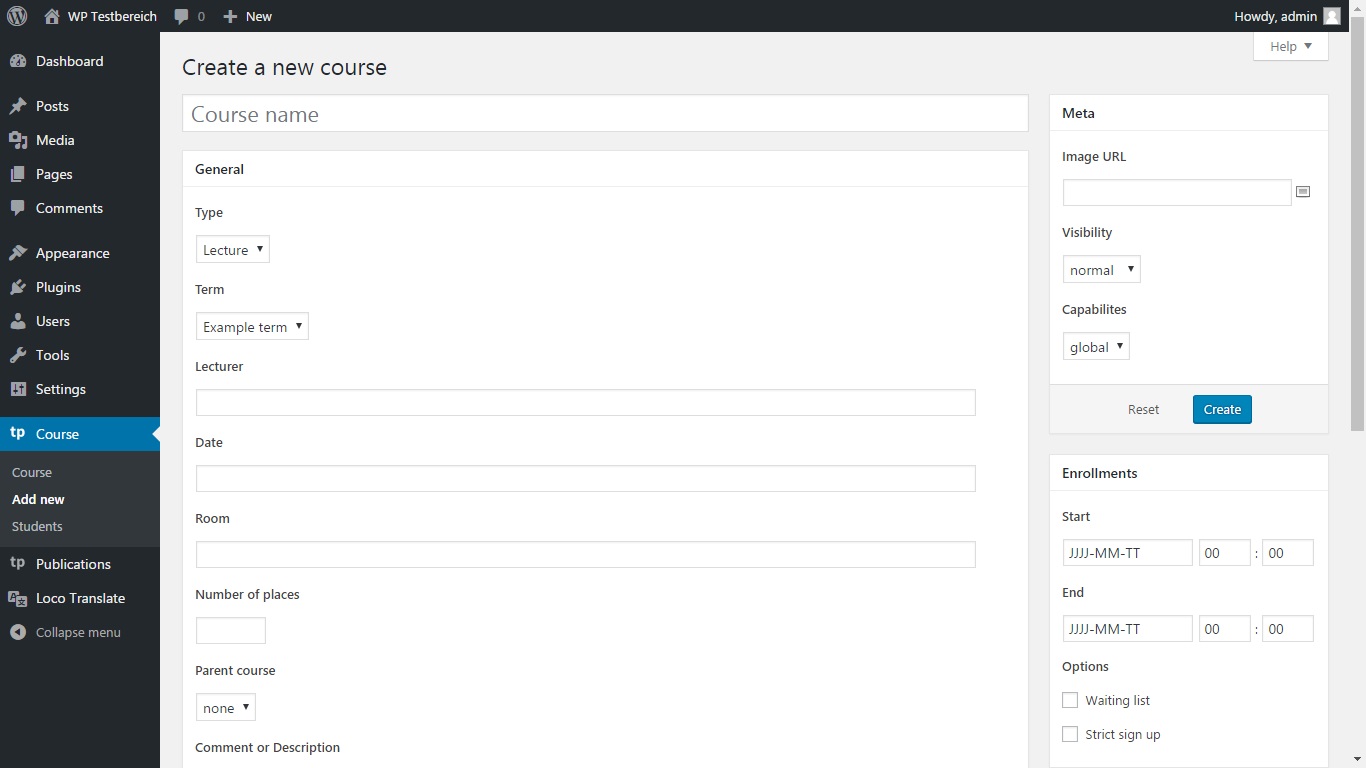 WP Testbereich 0 New Howdy, admin
Help
Dashboard
Posts
Media
Pages
Comments
Appearance
Plugins
Users
Tools
Settings
tp Course
Course
Add new
Students
tp Publications
Loco Translate
Collapse menu
Create a new course
Course name
General
Type
Lecture
Term
Example term
Lecturer
Date
Room
Number of places
Parent course
none
Comment or Description
Meta
Image URL
Visibility
normal
Capabilites
global
Reset Create
Enrollments
Start
JJJJ-MM-TT 00 : 00
End
JJJJ-MM-TT 00 : 00
Options
Waiting list
Strict sign up